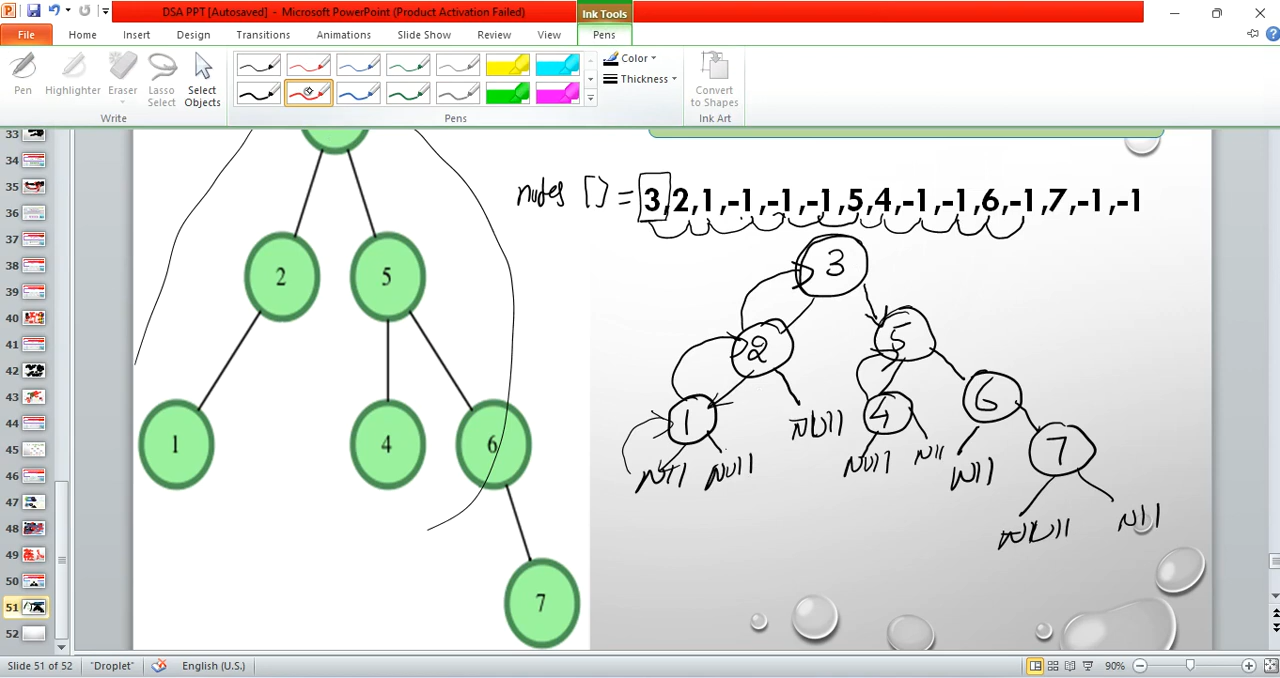 DSA PPT [Autosaved] - Microsoft PowerPoint (Product Activation Failed)
Ink Tools
File Home Insert Design Transitions Animations Slide Show Review View Pens
Pen Highlighter Eraser Lasso Select Select Objects
Color
Thickness
Convert to Shapes
Write Pens Ink Art
33
34
35
36
37
38
39
40
41
42
43
44
45
46
47
48
49
50
51
52
nodes [] = 3,2,1,-1,-1,-1,5,4,-1,-1,6,-1,7,-1,-1
2 5
1 4 6
7
3
2 5
1 NUll 4 6
Null Null Null Nll Nll 7
NUll Nll
Slide 51 of 52 "Droplet" English (U.S.) 90%